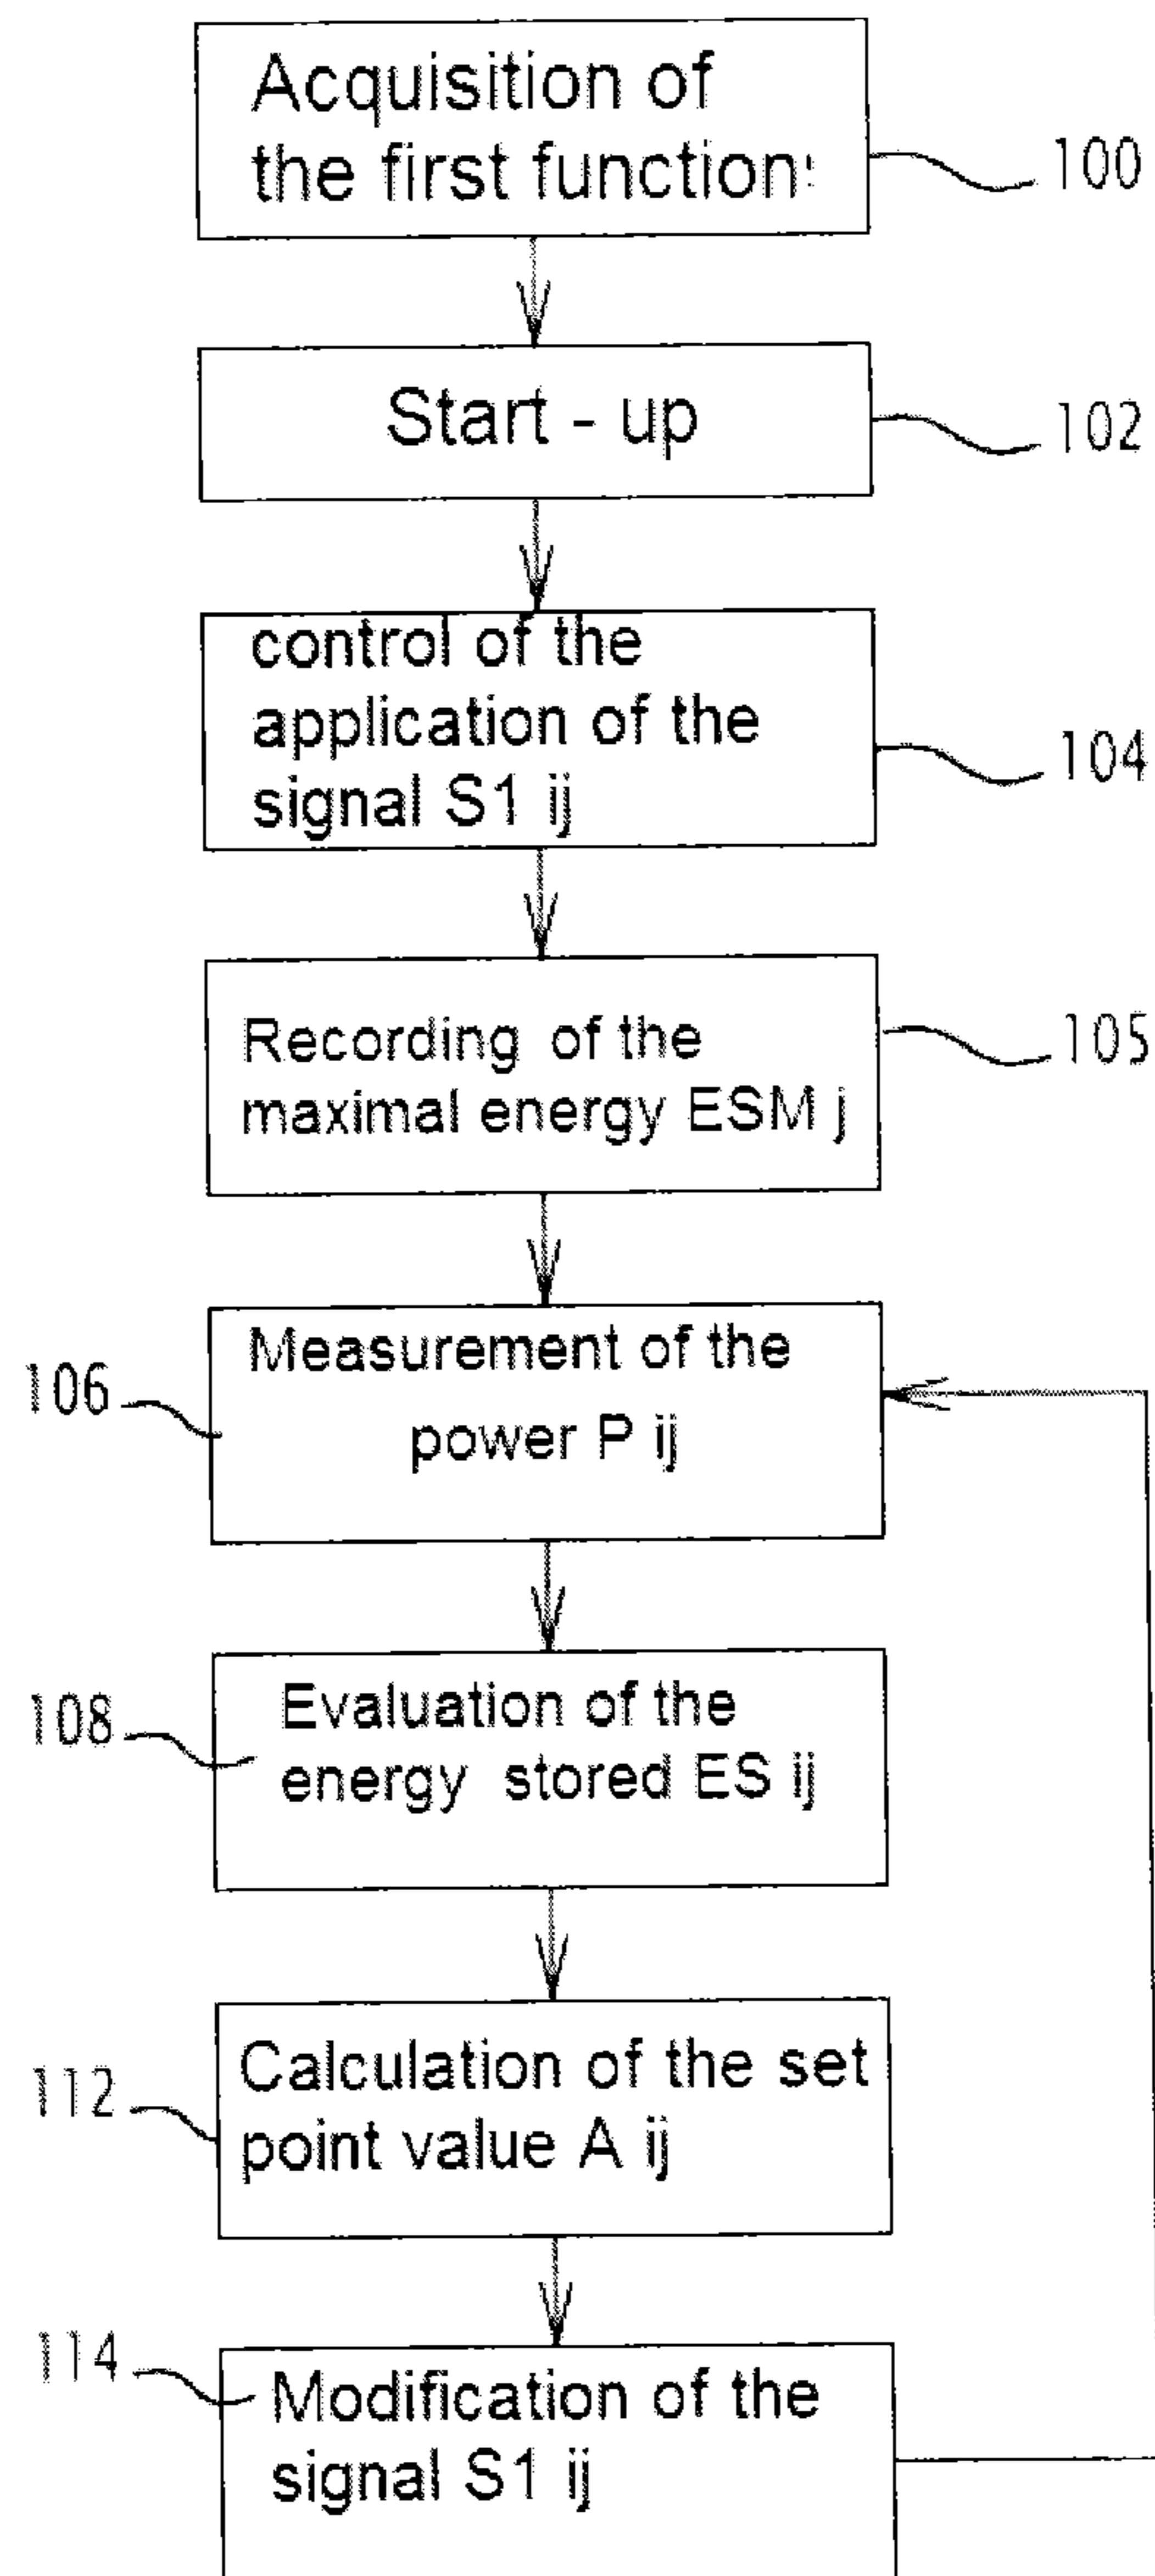 Acquisition of
the first function
100
Start - up
102
control of the
application of the
signal S1 ij
104
Recording of the
maximal energy ESM j
105
Measurement of the
power P ij
106
Evaluation of the
energy stored ES ij
108
Calculation of the set
point value A ij
112
Modification of the
signal S1 ij
114